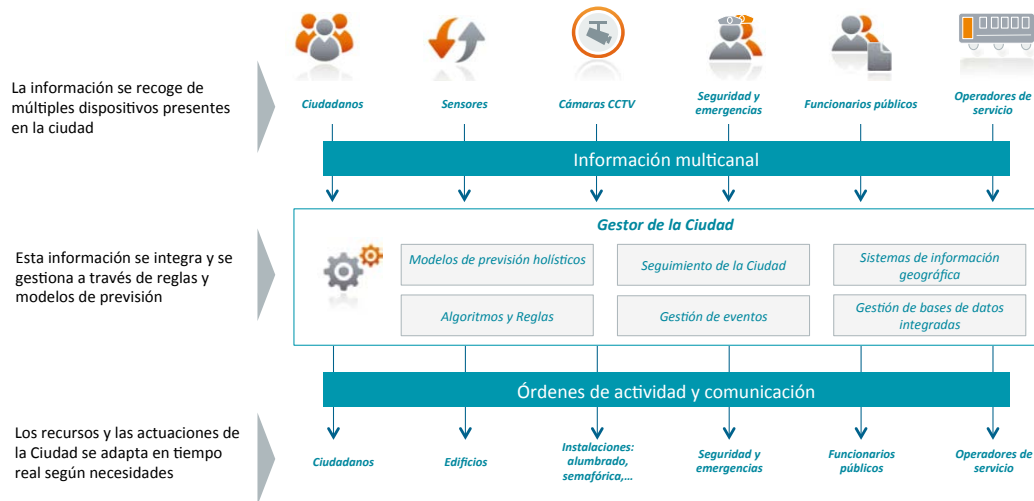 La información se recoge de
múltiples dispositivos presentes
en la ciudad
Ciudadanos
Sensores
Cámaras CCTV
Seguridad y
emergencias
Funcionarios públicos
Operadores de
servicio
Información multicanal
Esta información se integra y se
gestiona a través de reglas y
modelos de previsión
Gestor de la Ciudad
Modelos de previsión holísticos
Seguimiento de la Ciudad
Sistemas de información
geográfica
Algoritmos y Reglas
Gestión de eventos
Gestión de bases de datos
integradas
Órdenes de actividad y comunicación
Los recursos y las actuaciones de
la Ciudad se adapta en tiempo
real según necesidades
Ciudadanos
Edificios
Instalaciones:
alumbrado,
semafórica,...
Seguridad y
emergencias
Funcionarios
públicos
Operadores de
servicio